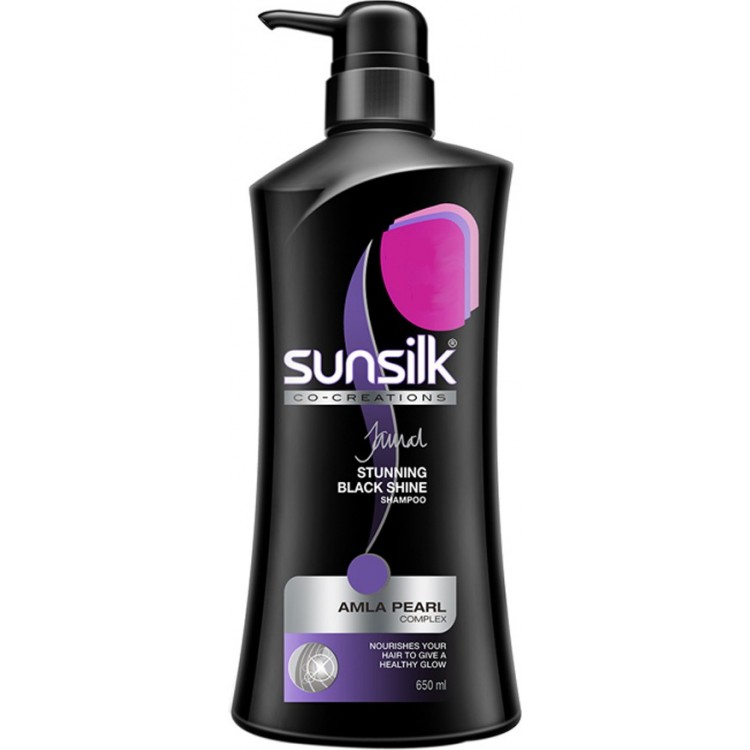 sunsilk®
CO-CREATIONS
Jamal
STUNNING
BLACK SHINE
SHAMPOO
AMLA PEARL
COMPLEX
NOURISHES YOUR
HAIR TO GIVE A
HEALTHY GLOW
650 ml